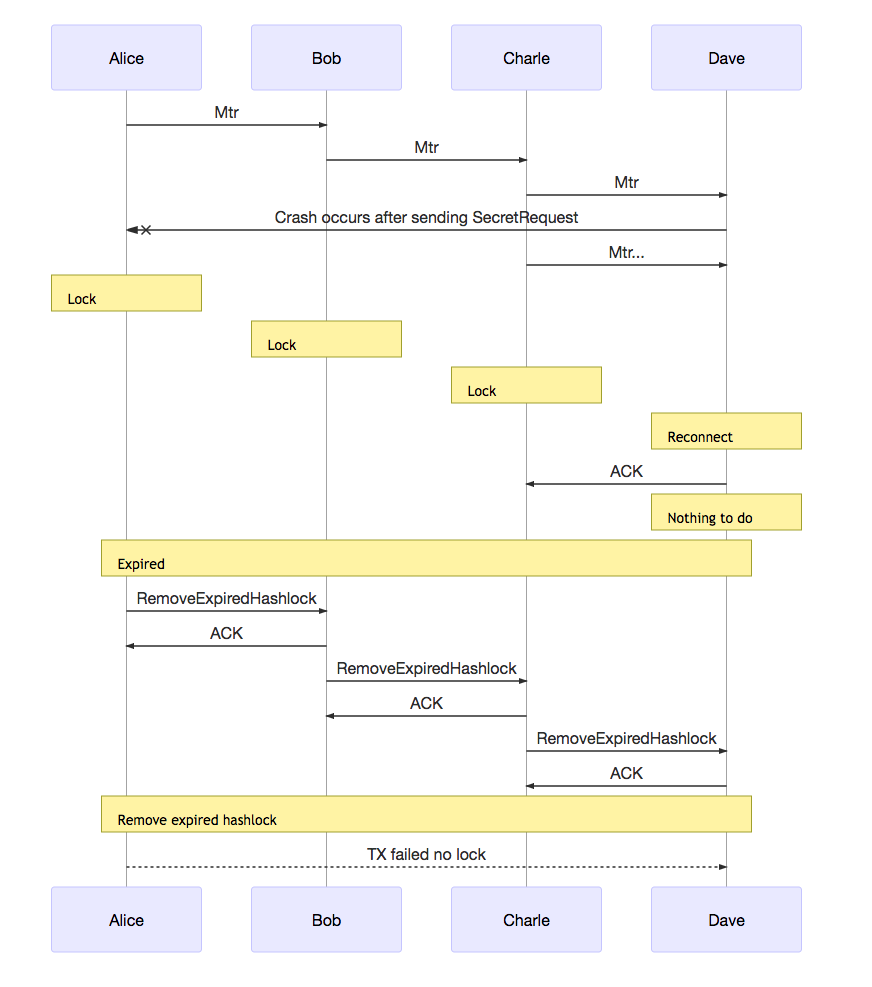 Alice
Bob
Charle
Dave
Mtr
Mtr
Mtr
Crash occurs after sending SecretRequest
Mtr...
Lock
Lock
Lock
Reconnect
ACK
Nothing to do
Expired
RemoveExpiredHashlock
ACK
RemoveExpiredHashlock
ACK
RemoveExpiredHashlock
ACK
Remove expired hashlock
TX failed no lock
Alice
Bob
Charle
Dave